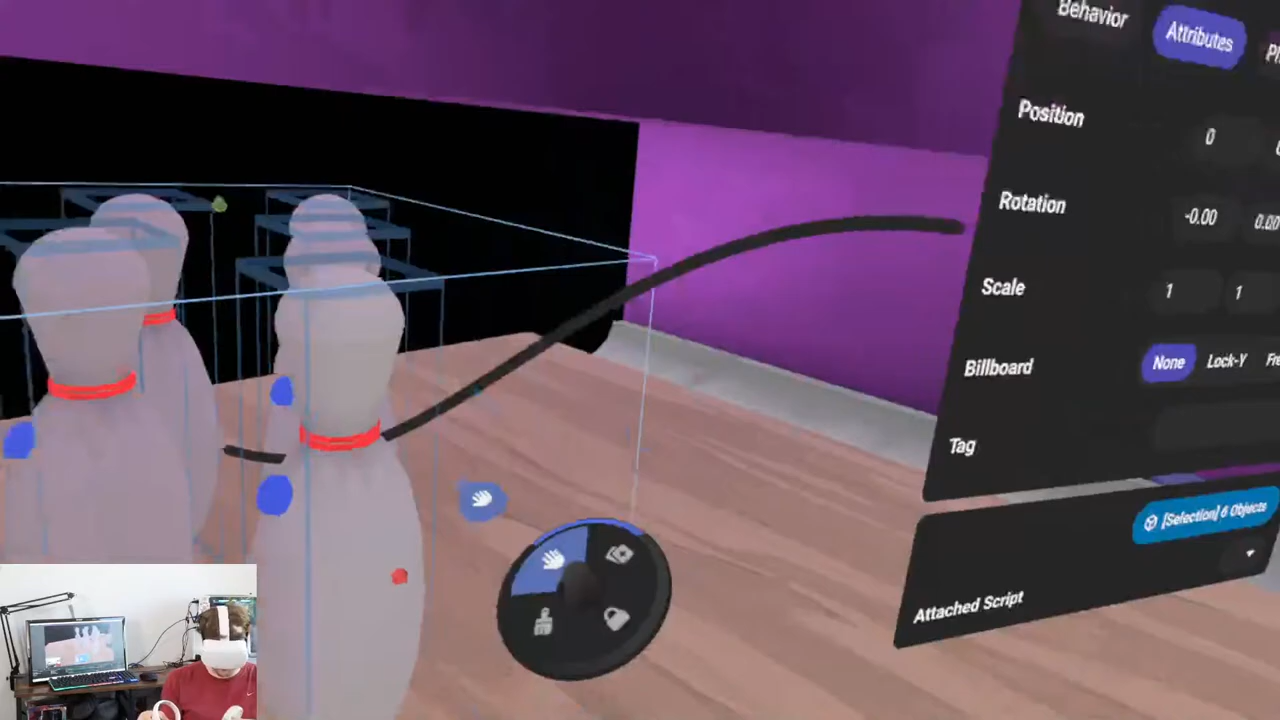 Behavior Attributes
Position 0
Rotation -0.00 0.00
Scale 1 1
Billboard None Lock-Y
Tag
[Selection] 6 Objects
Attached Script